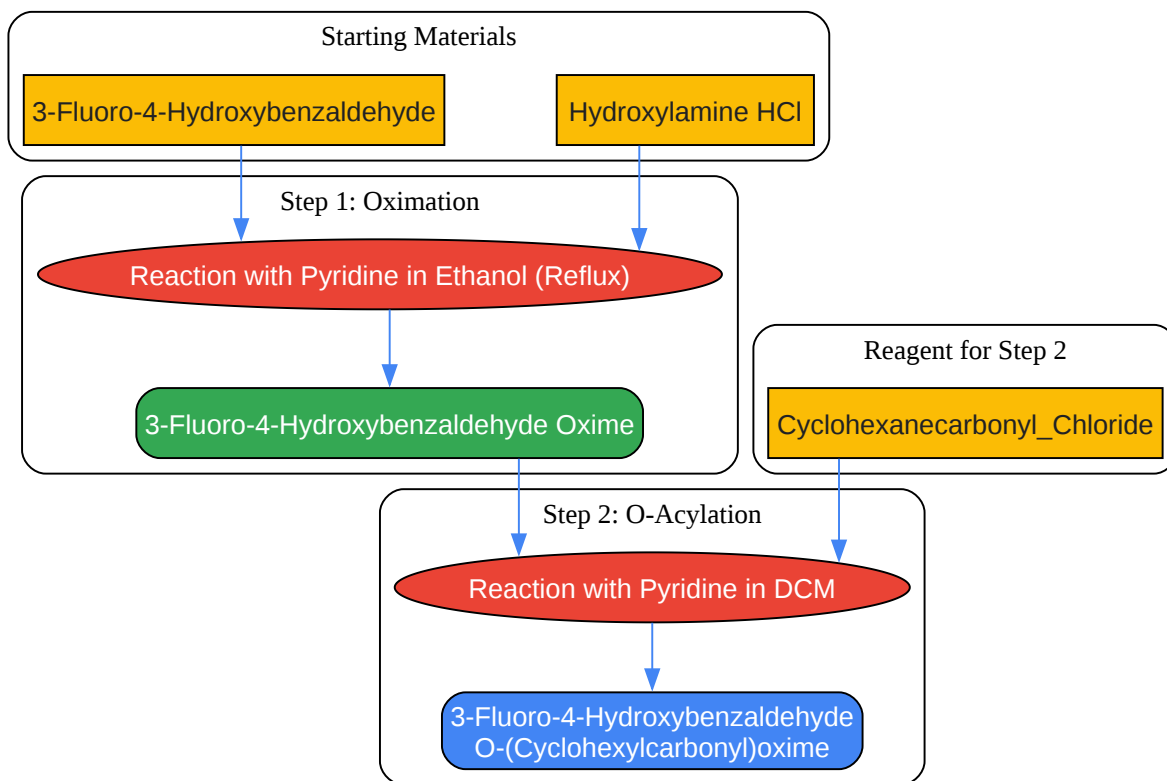 Starting Materials
3-Fluoro-4-Hydroxybenzaldehyde
Hydroxylamine HCl
Step 1: Oximation
Reaction with Pyridine in Ethanol (Reflux)
3-Fluoro-4-Hydroxybenzaldehyde Oxime
Reagent for Step 2
Cyclohexanecarbonyl_Chloride
Step 2: O-Acylation
Reaction with Pyridine in DCM
3-Fluoro-4-Hydroxybenzaldehyde
O-(Cyclohexylcarbonyl)oxime